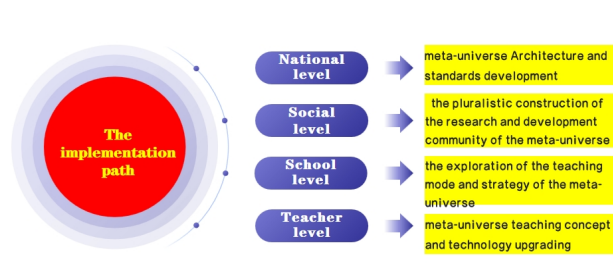 The
implementation
path
National
level
meta-universe Architecture and
standards development
Social
level
the pluralistic construction of
the research and development
community of the meta-universe
School
level
the exploration of the teaching
mode and strategy of the meta-
universe
Teacher
level
meta-universe teaching concept
and technology upgrading